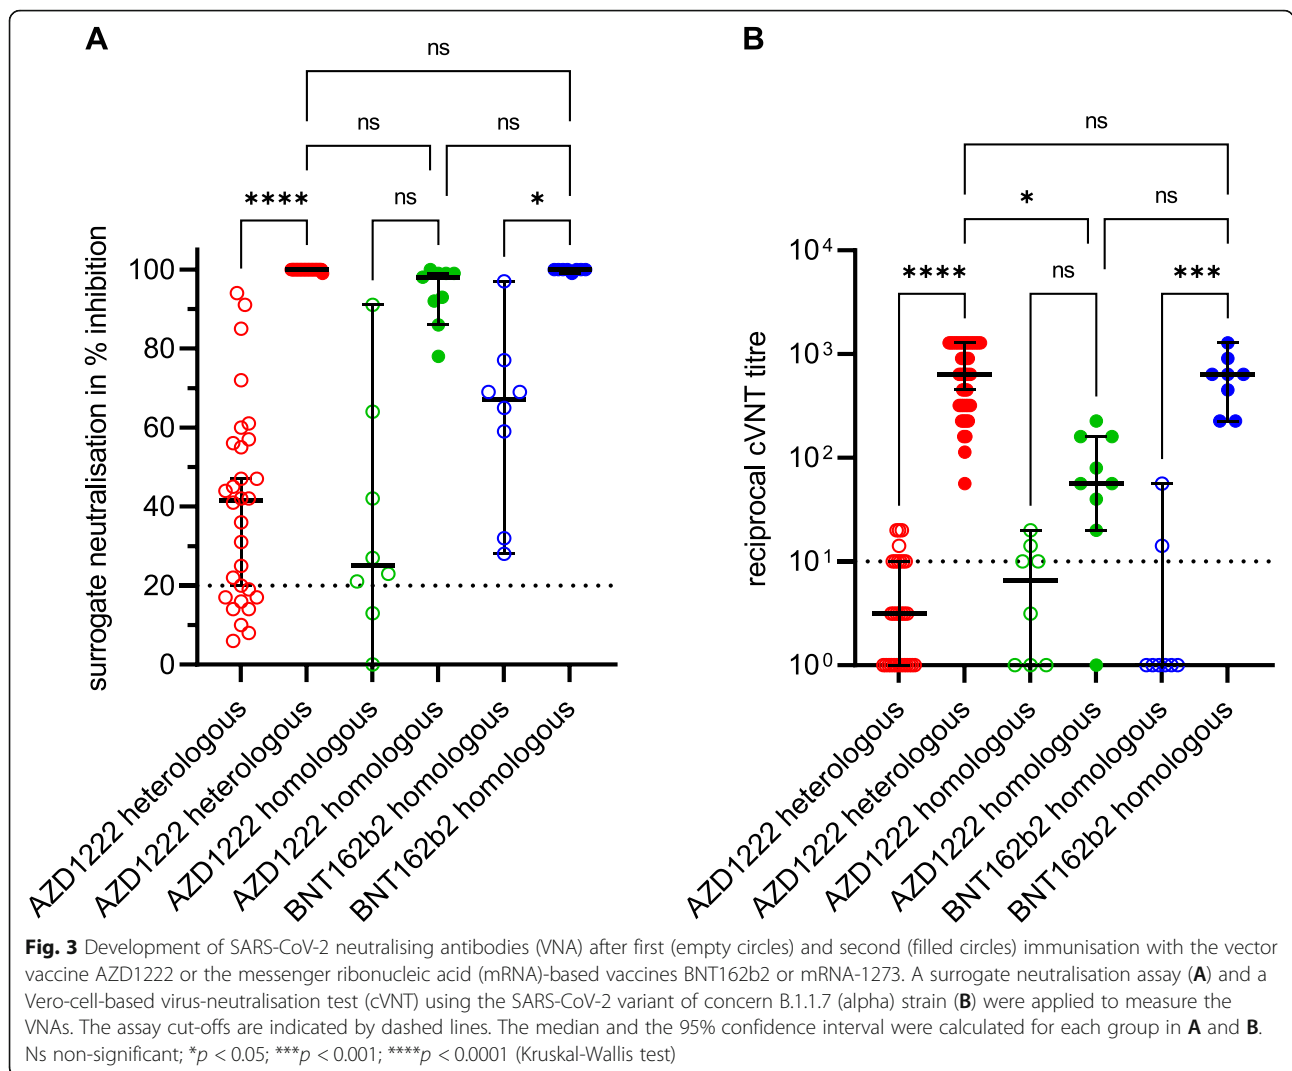 A
B
ns
ns
ns
****
ns
*
ns
*
ns
****
ns
***
surrogate neutralisation in % inhibition
100
80
60
40
20
0
reciprocal cVNT titre
10⁴
10³
10²
10¹
10⁰
AZD1222 heterologous
AZD1222 heterologous
AZD1222 homologous
AZD1222 homologous
BNT162b2 homologous
BNT162b2 homologous
AZD1222 heterologous
AZD1222 heterologous
AZD1222 homologous
AZD1222 homologous
BNT162b2 homologous
BNT162b2 homologous
Fig. 3 Development of SARS-CoV-2 neutralising antibodies (VNA) after first (empty circles) and second (filled circles) immunisation with the vector
vaccine AZD1222 or the messenger ribonucleic acid (mRNA)-based vaccines BNT162b2 or mRNA-1273. A surrogate neutralisation assay (A) and a
Vero-cell-based virus-neutralisation test (cVNT) using the SARS-CoV-2 variant of concern B.1.1.7 (alpha) strain (B) were applied to measure the
VNAs. The assay cut-offs are indicated by dashed lines. The median and the 95% confidence interval were calculated for each group in A and B.
Ns non-significant; *p < 0.05; ***p < 0.001; ****p < 0.0001 (Kruskal-Wallis test)